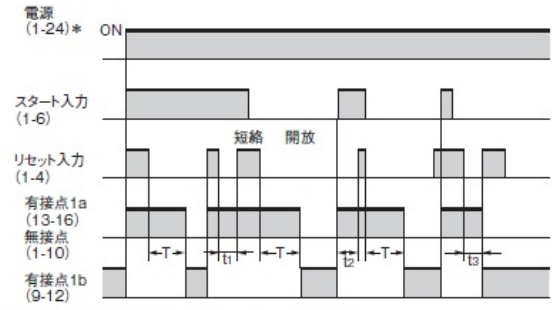 電源
(1-24)* ON
スタート入力
(1-6)
短絡 開放
リセット入力
(1-4)
有接点1a
(13-16)
無接点
(1-10)
T t1 T t2 T t3
有接点1b
(9-12)